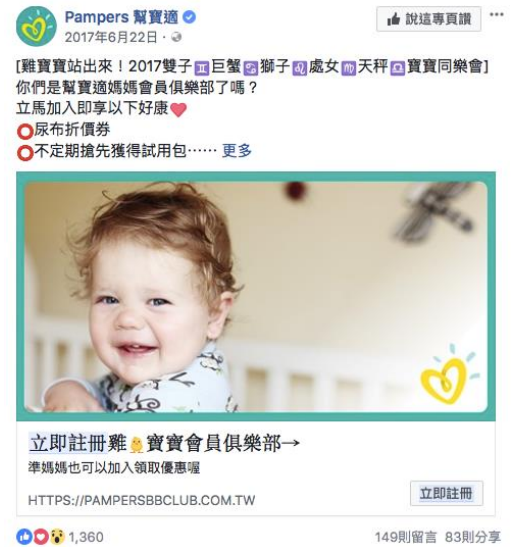 Pampers 幫寶適
說這專頁讚
2017年6月22日 ·
[雞寶寶站出來！2017雙子♊巨蟹♋獅子♌處女♍天秤♎寶寶同樂會]
你們是幫寶適媽媽會員俱樂部了嗎？
立馬加入即享以下好康❤
⭕尿布折價券
⭕不定期搶先獲得試用包⋯⋯ 更多
立即註冊雞🐥寶寶會員俱樂部→
準媽媽也可以加入領取優惠喔
HTTPS://PAMPERSBBCLUB.COM.TW
立即註冊
1,360
149則留言 83則分享